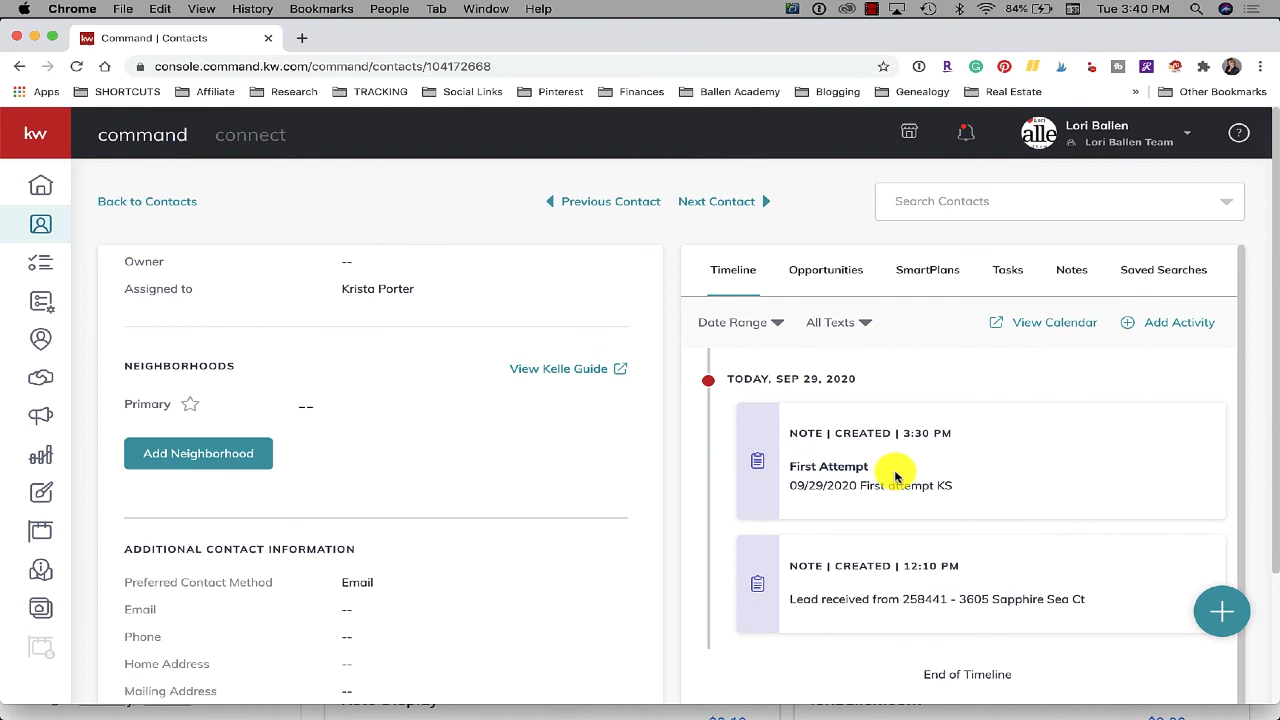 Chrome File Edit View History Bookmarks People Tab Window Help 84% Tue 3:40 PM
kw Command | Contacts
console.command.kw.com/command/contacts/104172668
Apps SHORTCUTS Affiliate Research TRACKING Social Links Pinterest Finances Ballen Academy Blogging Genealogy Real Estate » Other Bookmarks
kw command connect Lori Ballen
Lori Ballen Team
Back to Contacts Previous Contact Next Contact Search Contacts
Owner --
Assigned to Krista Porter
NEIGHBORHOODS View Kelle Guide
Primary --
Add Neighborhood
ADDITIONAL CONTACT INFORMATION
Preferred Contact Method Email
Email --
Phone --
Home Address --
Mailing Address --
Timeline Opportunities SmartPlans Tasks Notes Saved Searches
Date Range All Texts View Calendar Add Activity
TODAY, SEP 29, 2020
NOTE | CREATED | 3:30 PM
First Attempt
09/29/2020 First attempt KS
NOTE | CREATED | 12:10 PM
Lead received from 258441 - 3605 Sapphire Sea Ct
End of Timeline